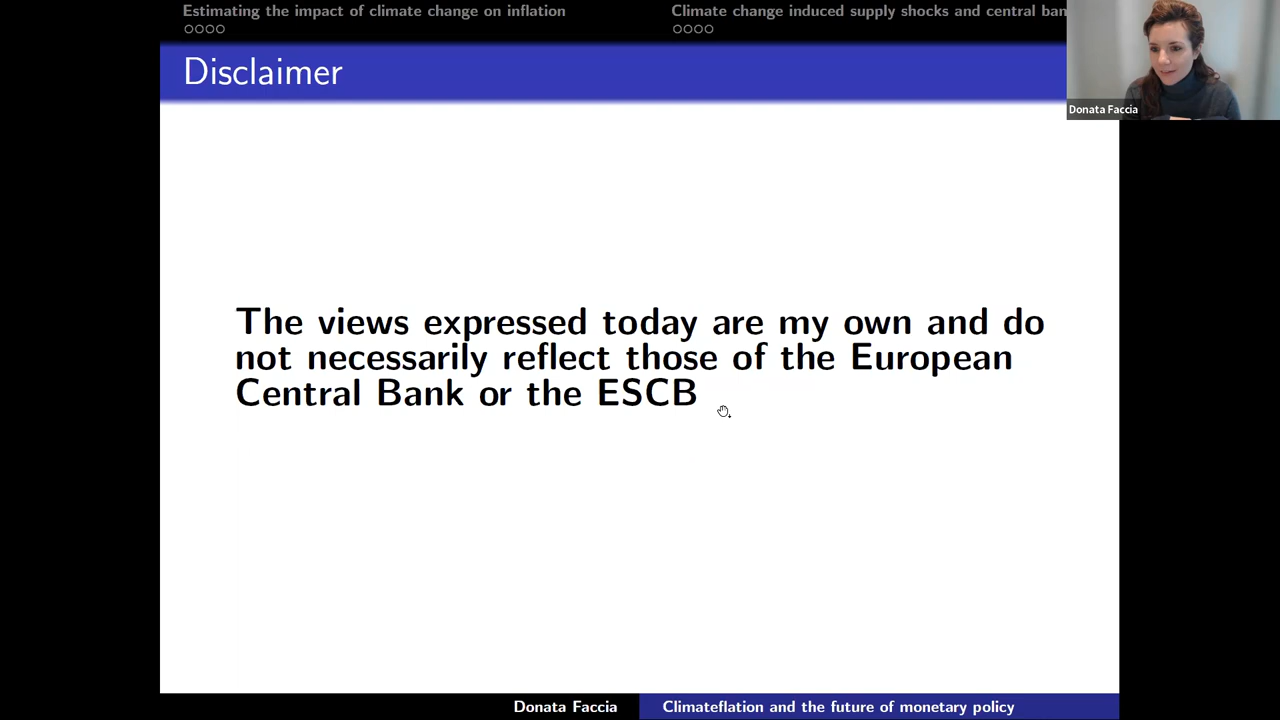 Estimating the impact of climate change on inflation
Climate change induced supply shocks and central ban
Disclaimer
Donata Faccia
The views expressed today are my own and do
not necessarily reflect those of the European
Central Bank or the ESCB
Donata Faccia
Climateflation and the future of monetary policy